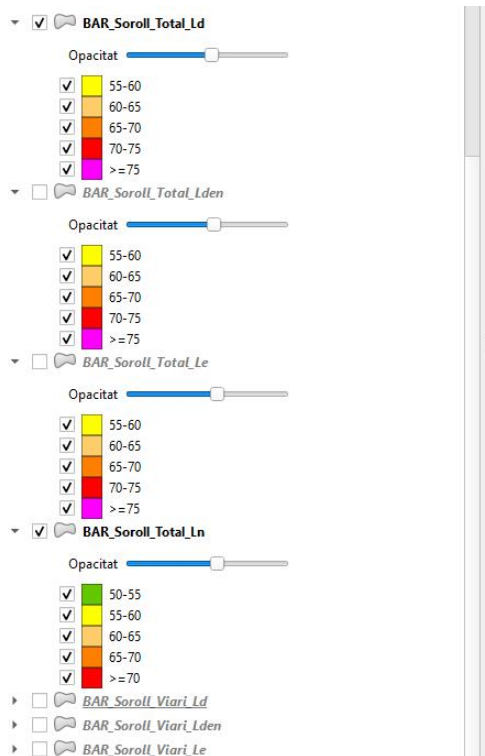 BAR_Soroll_Total_Ld
Opacitat
55-60
60-65
65-70
70-75
>=75
BAR_Soroll_Total_Lden
Opacitat
55-60
60-65
65-70
70-75
>=75
BAR_Soroll_Total_Le
Opacitat
55-60
60-65
65-70
70-75
>=75
BAR_Soroll_Total_Ln
Opacitat
50-55
55-60
60-65
65-70
>=70
BAR_Soroll_Viari_Ld
BAR_Soroll_Viari_Lden
BAR_Soroll_Viari_Le